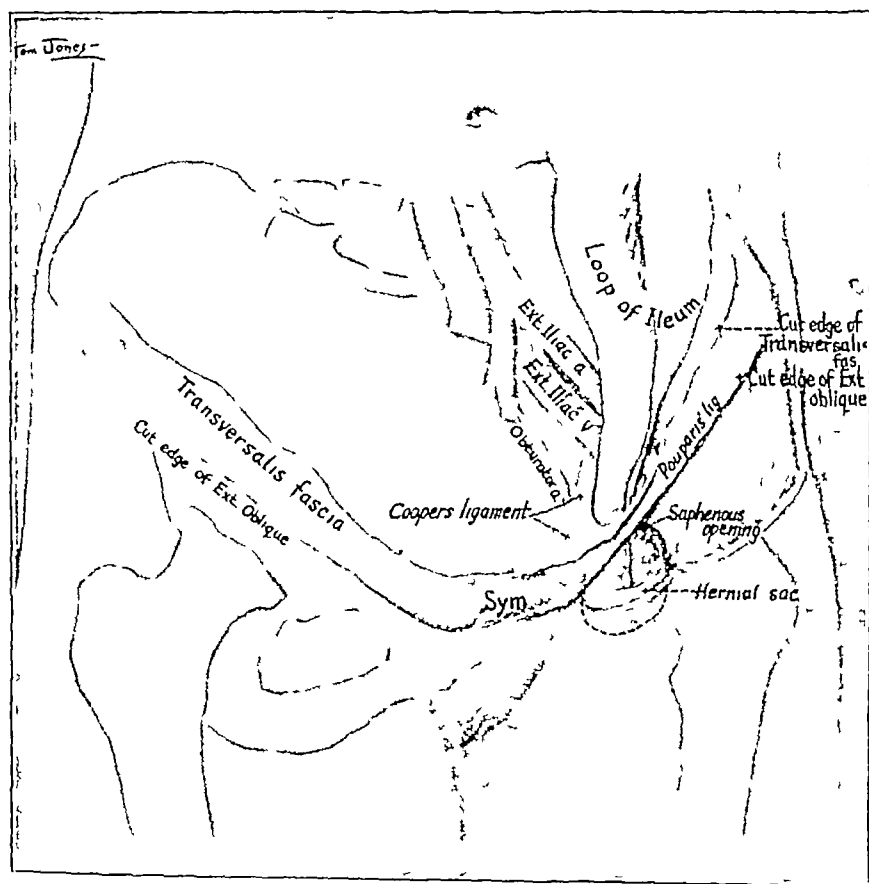 Tom Jones-
Loop of Ileum
Ext. Iliac a
Ext. Iliac V
Obturator a
Cut edge of
Transversalis
fas
Cut edge of Ext
oblique
Pouparts' lig
Transversalis fascia
Cut edge of Ext. Oblique
Coopers ligament
Saphenous
opening
Sym
Hernial sac